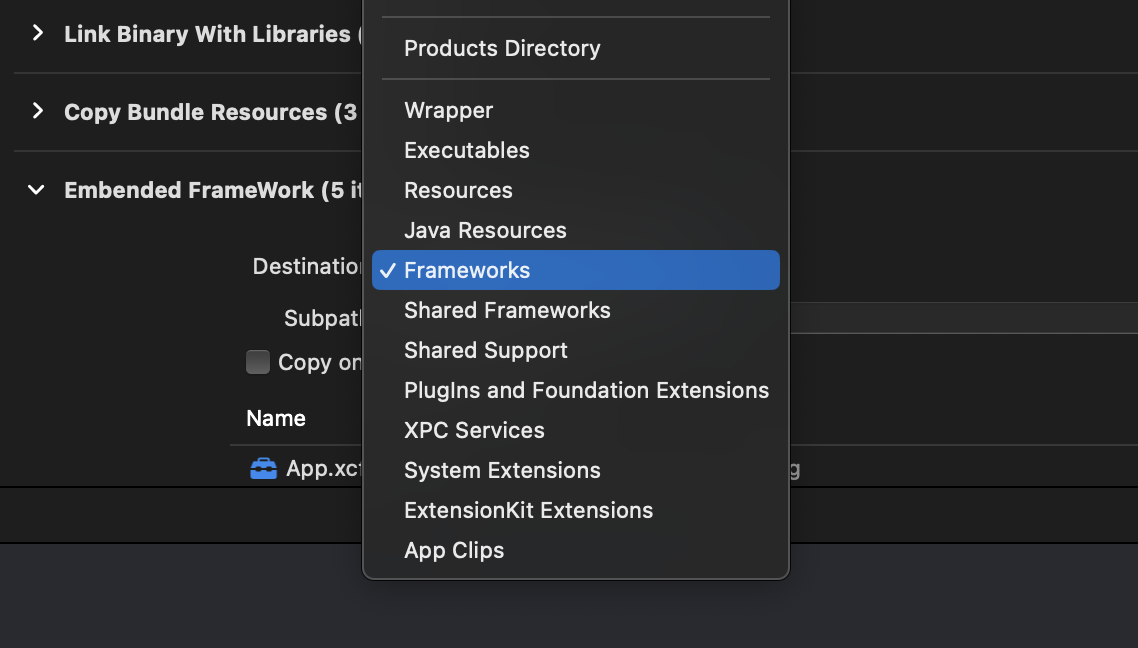 Link Binary With Libraries (
Products Directory
Wrapper
Copy Bundle Resources (3
Executables
Embended FrameWork (5 it
Resources
Java Resources
Destination
✓ Frameworks
Shared Frameworks
Subpath
Shared Support
Copy on
PlugIns and Foundation Extensions
Name
XPC Services
App.xcf
System Extensions
g
ExtensionKit Extensions
App Clips